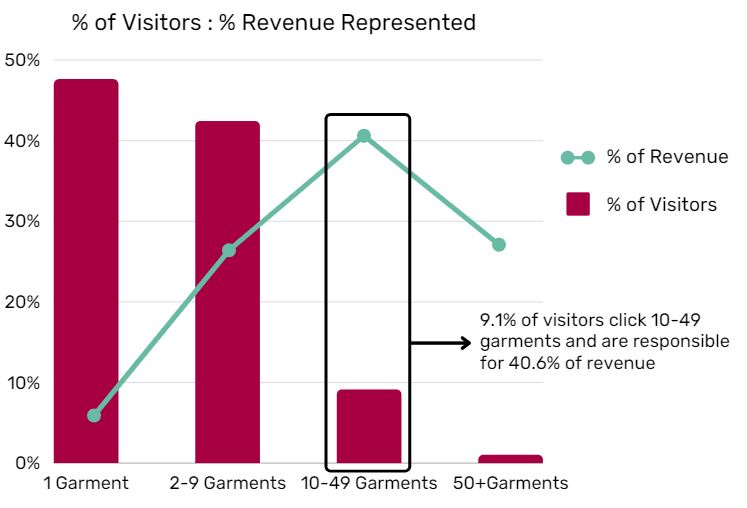 % of Visitors : % Revenue Represented
50%
40%
30%
20%
10%
0%
1 Garment
2-9 Garments
10-49 Garments
50+Garments
% of Revenue
% of Visitors
9.1% of visitors click 10-49
garments and are responsible
for 40.6% of revenue